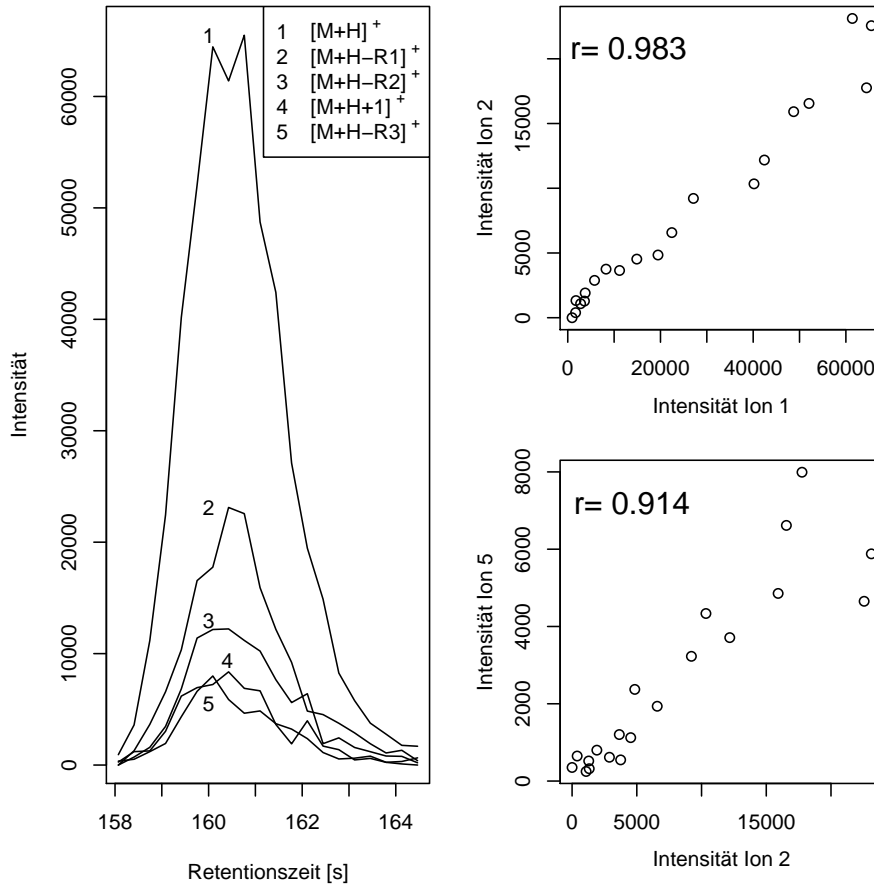 1 [M+H]+
2 [M+H−R1]+
3 [M+H−R2]+
4 [M+H+1]+
5 [M+H−R3]+
1
2
3
4
5
Intensität
0
10000
20000
30000
40000
50000
60000
158 160 162 164
Retentionszeit [s]
r= 0.983
Intensität Ion 2
0
5000
15000
0 20000 40000 60000
Intensität Ion 1
r= 0.914
Intensität Ion 5
0
2000
4000
6000
8000
0 5000 15000
Intensität Ion 2